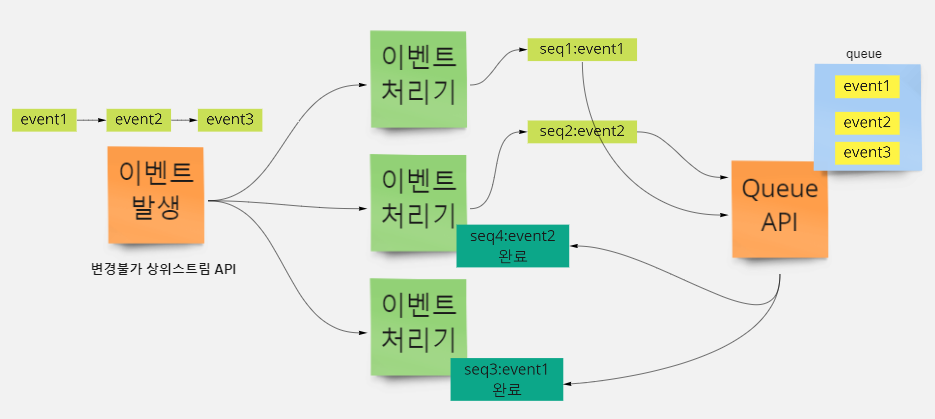 event1
event2
event3
이벤트
발생
변경불가 상위스트림 API
이벤트
처리기
seq1:event1
이벤트
처리기
seq2:event2
seq4:event2
완료
이벤트
처리기
seq3:event1
완료
queue
event1
event2
event3
Queue
API